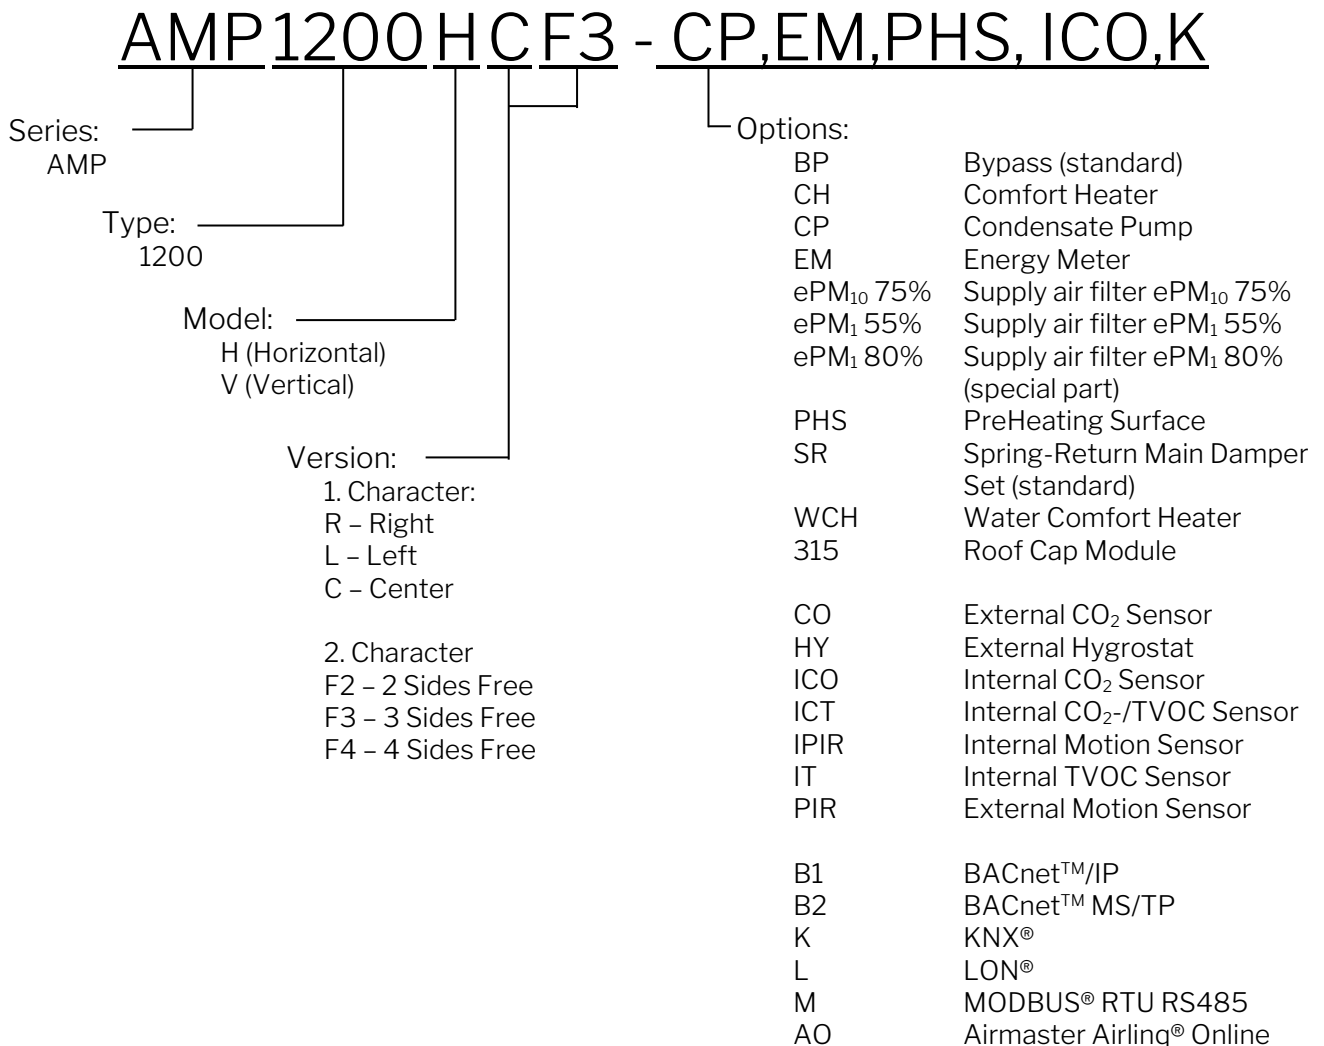 AMP1200HCF3 - CP,EM,PHS, ICO,K
Series:
AMP
Type:
1200
Model:
H (Horizontal)
V (Vertical)
Version:
1. Character:
R – Right
L – Left
C – Center
2. Character
F2 – 2 Sides Free
F3 – 3 Sides Free
F4 – 4 Sides Free
Options:
BP Bypass (standard)
CH Comfort Heater
CP Condensate Pump
EM Energy Meter
ePM₁₀ 75% Supply air filter ePM₁₀ 75%
ePM₁ 55% Supply air filter ePM₁ 55%
ePM₁ 80% Supply air filter ePM₁ 80%
(special part)
PHS PreHeating Surface
SR Spring-Return Main Damper
Set (standard)
WCH Water Comfort Heater
315 Roof Cap Module
CO External CO₂ Sensor
HY External Hygrostat
ICO Internal CO₂ Sensor
ICT Internal CO₂-/TVOC Sensor
IPIR Internal Motion Sensor
IT Internal TVOC Sensor
PIR External Motion Sensor
B1 BACnet™/IP
B2 BACnet™ MS/TP
K KNX®
L LON®
M MODBUS® RTU RS485
AO Airmaster Airlinq® Online